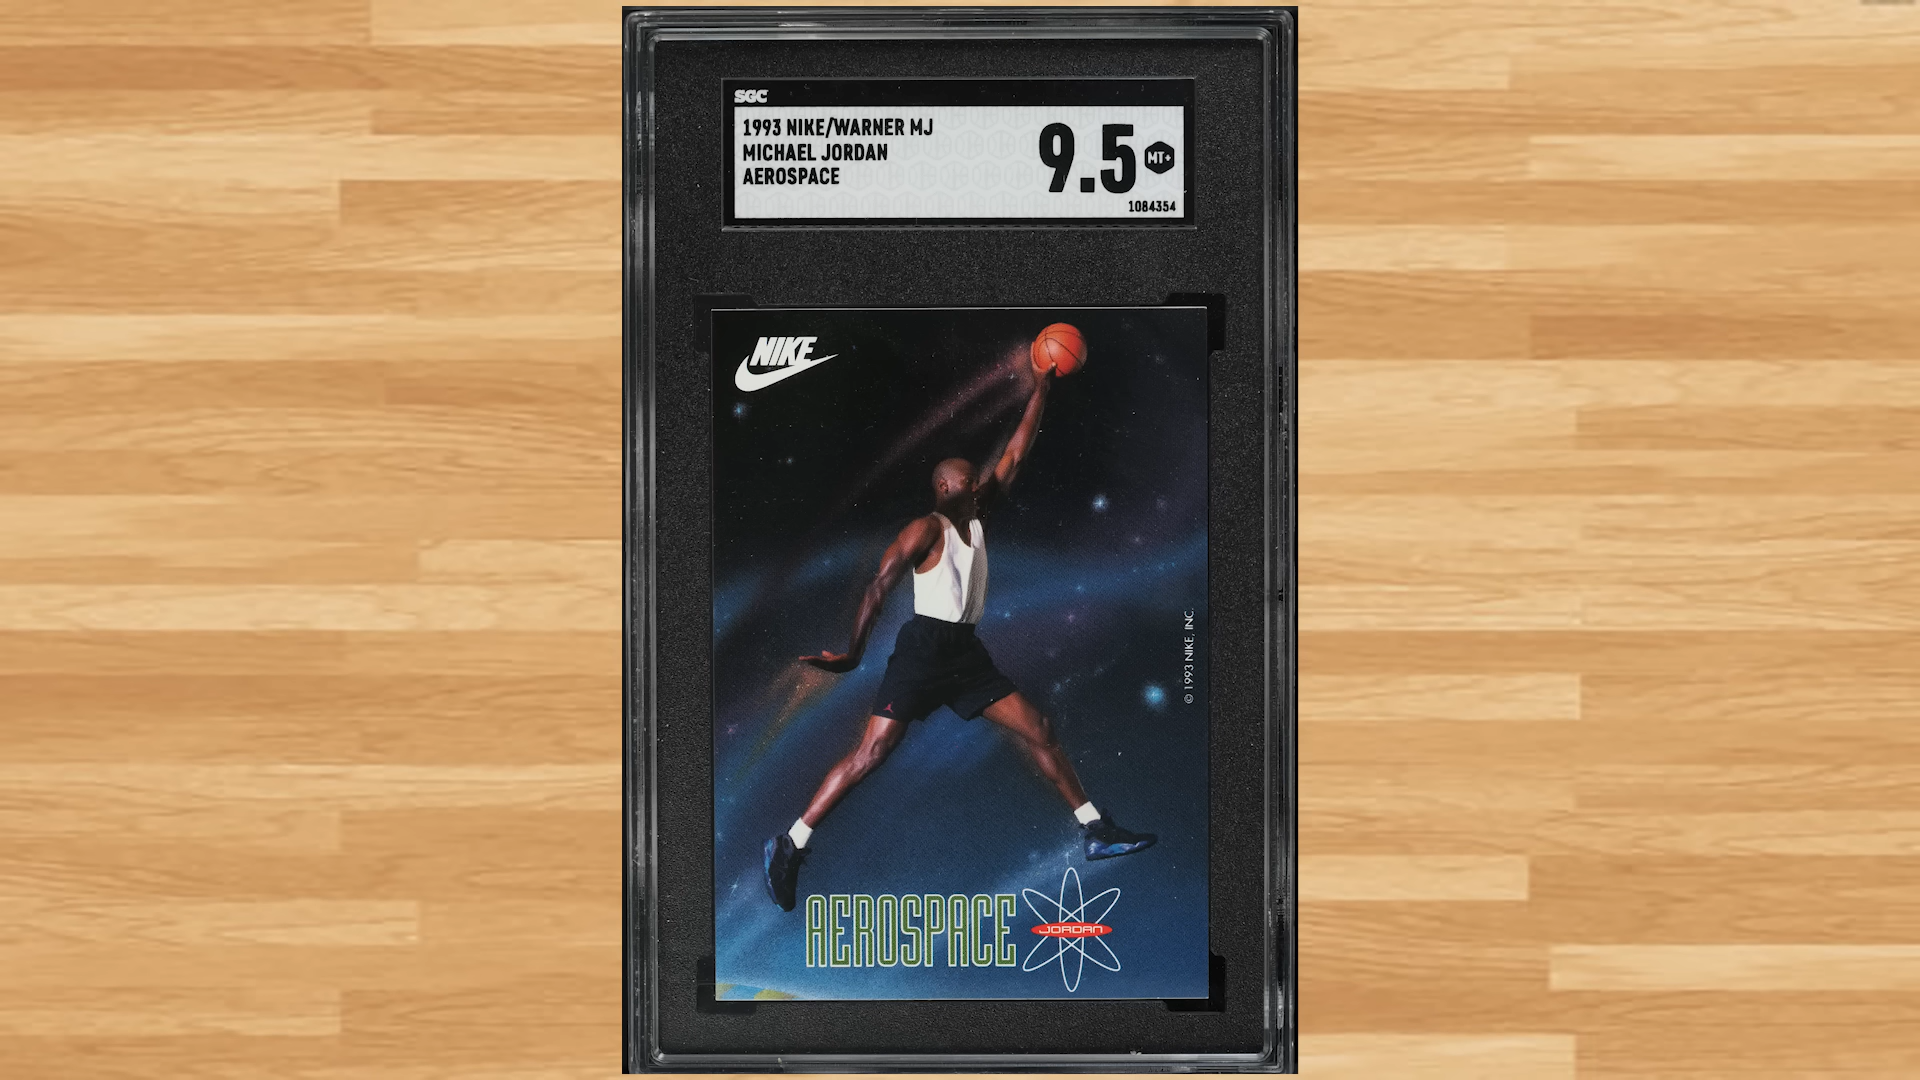 SGC
1993 NIKE/WARNER MJ
MICHAEL JORDAN
AEROSPACE
9.5
MT+
1084354
NIKE
© 1993 NIKE, INC.
AEROSPACE
JORDAN